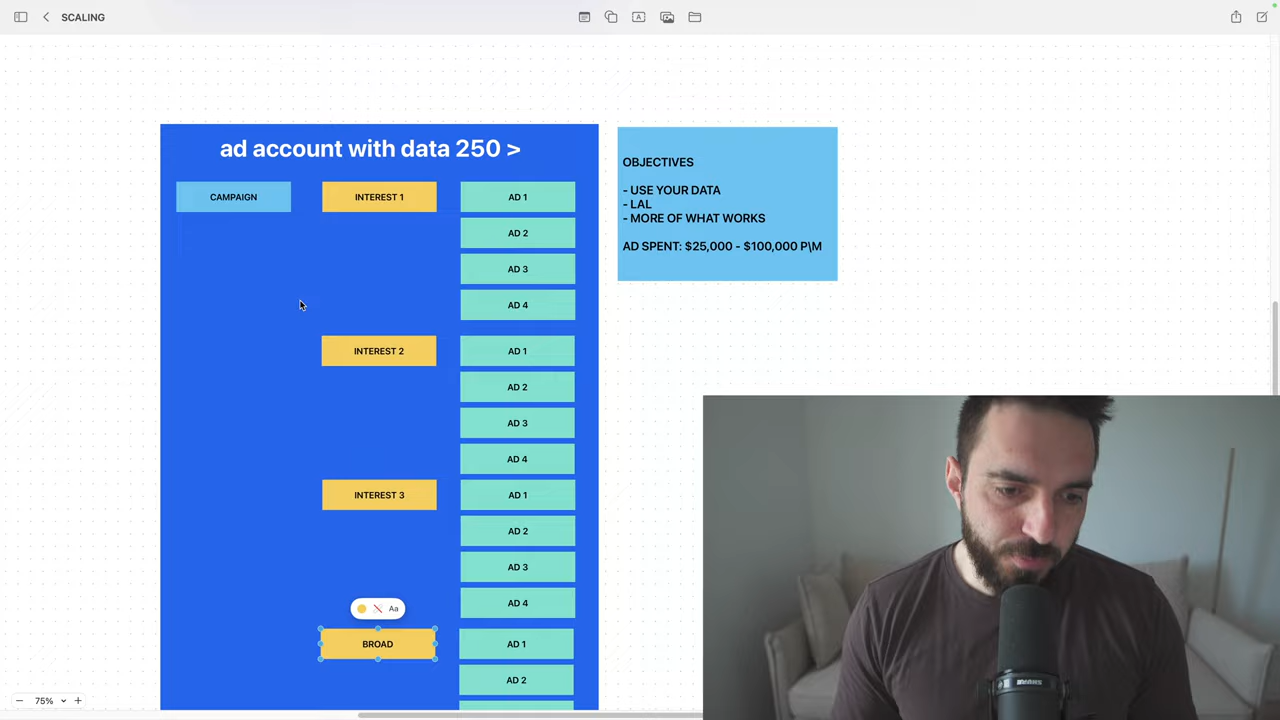 SCALING
ad account with data 250 >
CAMPAIGN
INTEREST 1
AD 1
AD 2
AD 3
AD 4
INTEREST 2
AD 1
AD 2
AD 3
AD 4
INTEREST 3
AD 1
AD 2
AD 3
AD 4
Aa
BROAD
AD 1
AD 2
OBJECTIVES
- USE YOUR DATA
- LAL
- MORE OF WHAT WORKS
AD SPENT: $25,000 - $100,000 P\M
75%